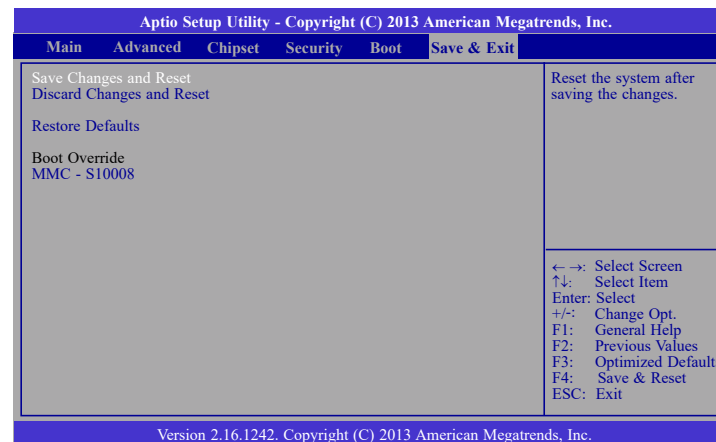 Aptio Setup Utility - Copyright (C) 2013 American Megatrends, Inc.
Main Advanced Chipset Security Boot Save & Exit
Save Changes and Reset
Discard Changes and Reset
Restore Defaults
Boot Override
MMC - S10008
Reset the system after
saving the changes.
← →: Select Screen
↑↓: Select Item
Enter: Select
+/-: Change Opt.
F1: General Help
F2: Previous Values
F3: Optimized Default
F4: Save & Reset
ESC: Exit
Version 2.16.1242. Copyright (C) 2013 American Megatrends, Inc.